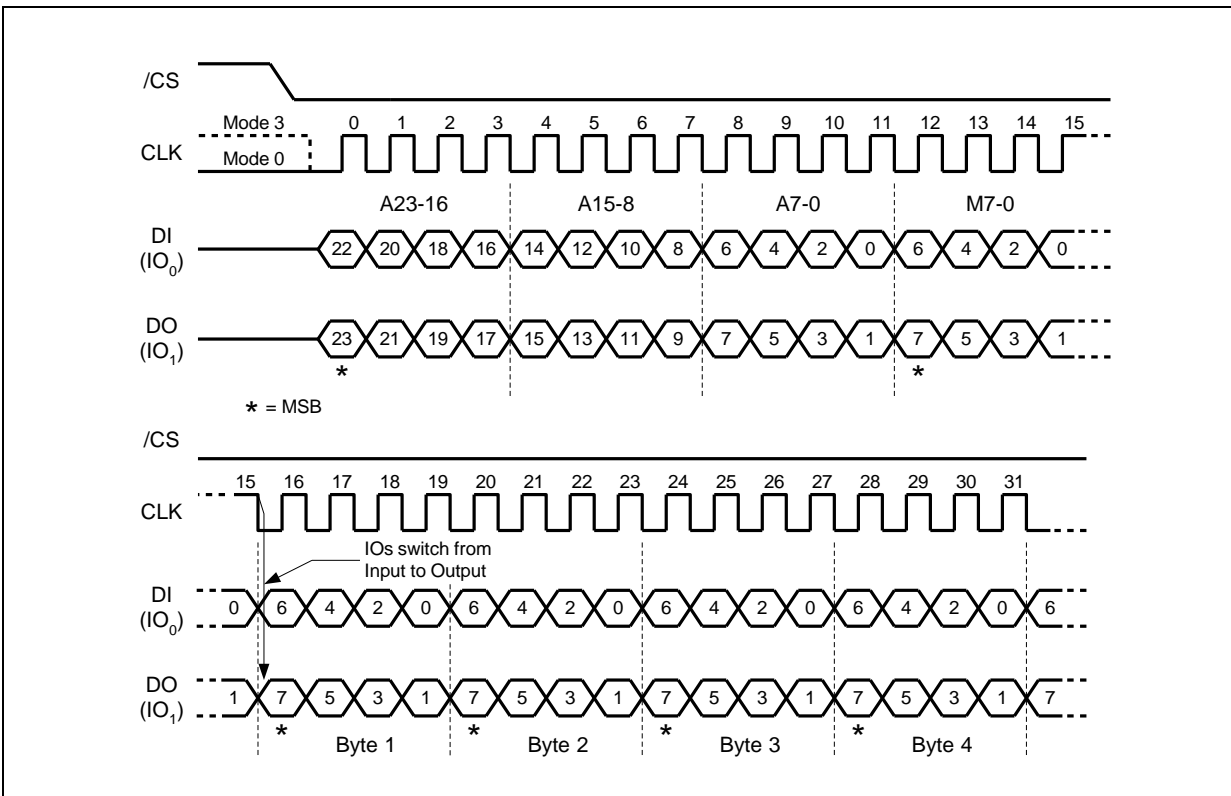 /CS
Mode 3
0 1 2 3 4 5 6 7 8 9 10 11 12 13 14 15
CLK
Mode 0
A23-16 A15-8 A7-0 M7-0
DI
(IO0)
22 20 18 16 14 12 10 8 6 4 2 0 6 4 2 0
DO
(IO1)
23 21 19 17 15 13 11 9 7 5 3 1 7 5 3 1
* *
* = MSB
/CS
15 16 17 18 19 20 21 22 23 24 25 26 27 28 29 30 31
CLK
IOs switch from
Input to Output
DI
(IO0)
0 6 4 2 0 6 4 2 0 6 4 2 0 6 4 2 0 6
DO
(IO1)
1 7 5 3 1 7 5 3 1 7 5 3 1 7 5 3 1 7
* * * *
Byte 1 Byte 2 Byte 3 Byte 4